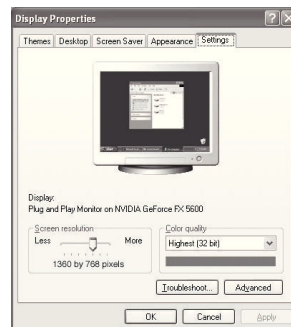 Display Properties
Themes Desktop Screen Saver Appearance Settings
Display:
Plug and Play Monitor on NVIDIA GeForce FX 5600
Screen resolution
Less More
1360 by 768 pixels
Color quality
Highest (32 bit)
Troubleshoot... Advanced
OK Cancel Apply